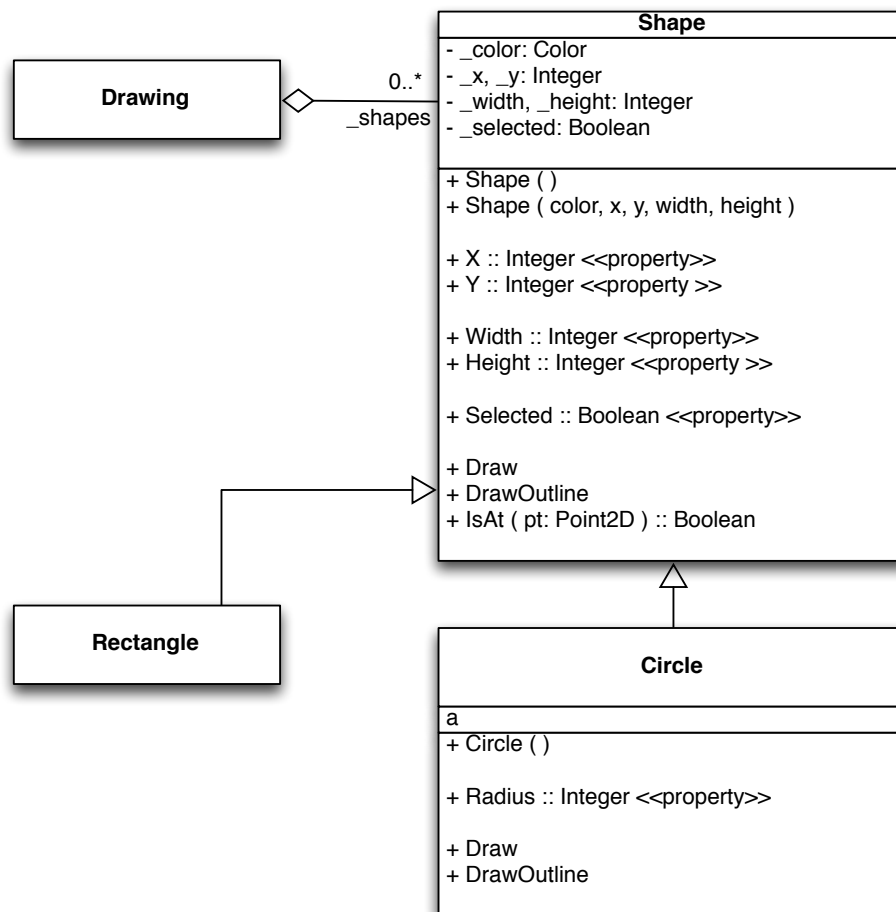 Shape
- _color: Color
- _x, _y: Integer
- _width, _height: Integer
- _selected: Boolean
+ Shape ( )
+ Shape ( color, x, y, width, height )
+ X :: Integer <<property>>
+ Y :: Integer <<property >>
+ Width :: Integer <<property>>
+ Height :: Integer <<property >>
+ Selected :: Boolean <<property>>
+ Draw
+ DrawOutline
+ IsAt ( pt: Point2D ) :: Boolean
Drawing
0..*
_shapes
Rectangle
Circle
a
+ Circle ( )
+ Radius :: Integer <<property>>
+ Draw
+ DrawOutline